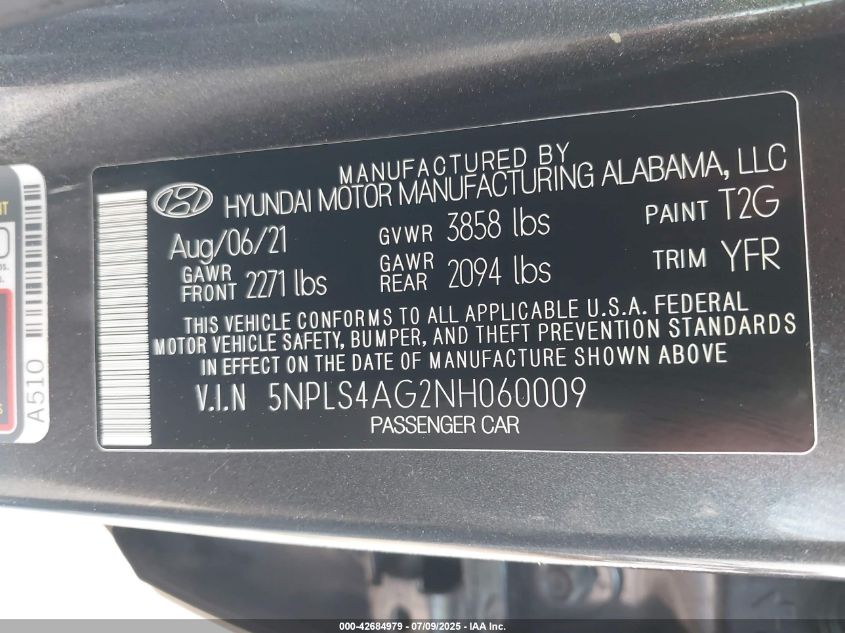 MANUFACTURED BY
HYUNDAI MOTOR MANUFACTURING ALABAMA, LLC
Aug/06/21 GVWR 3858 lbs PAINT T2G
GAWR FRONT 2271 lbs GAWR REAR 2094 lbs TRIM YFR
THIS VEHICLE CONFORMS TO ALL APPLICABLE U.S.A. FEDERAL
MOTOR VEHICLE SAFETY, BUMPER, AND THEFT PREVENTION STANDARDS
IN EFFECT ON THE DATE OF MANUFACTURE SHOWN ABOVE
V.I.N 5NPLS4AG2NH060009
PASSENGER CAR
A510
000-42684979 - 07/09/2025 - IAA Inc.